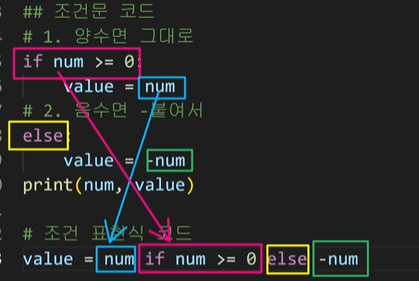 ## 조건문 코드
# 1. 양수면 그대로
if num >= 0:
value = num
# 2. 음수면 -붙여서
else:
value = -num
print(num, value)
# 조건 표현식 코드
value = num if num >= 0 else -num